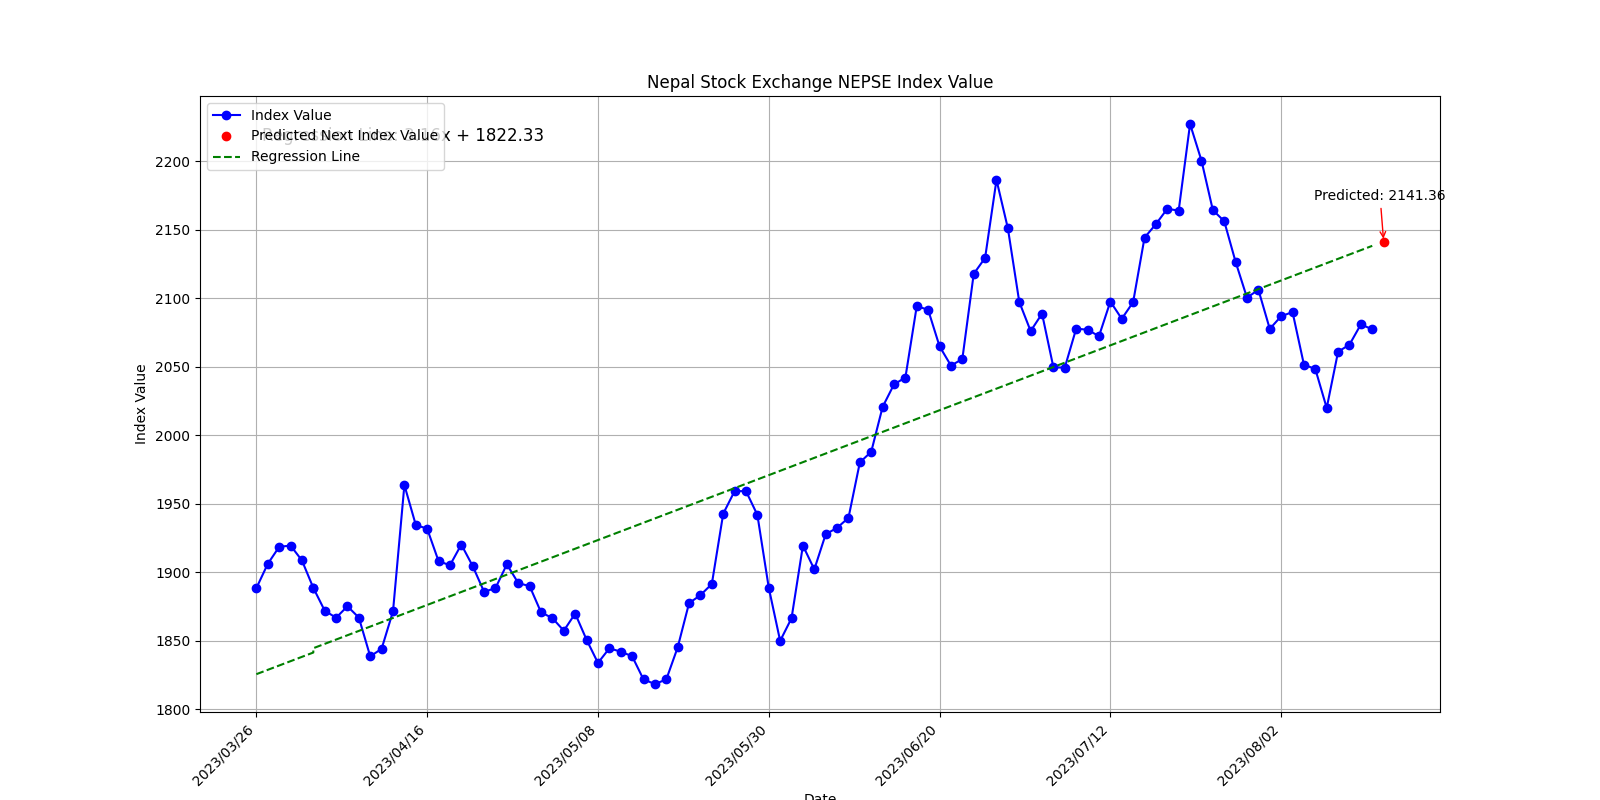 Nepal Stock Exchange NEPSE Index Value
Index Value
Predicted Next Index Value
x + 1822.33
Regression Line
Predicted: 2141.36
2200
2150
2100
2050
2000
1950
1900
1850
1800
Index Value
2023/03/26
2023/04/16
2023/05/08
2023/05/30
2023/06/20
2023/07/12
2023/08/02
Date